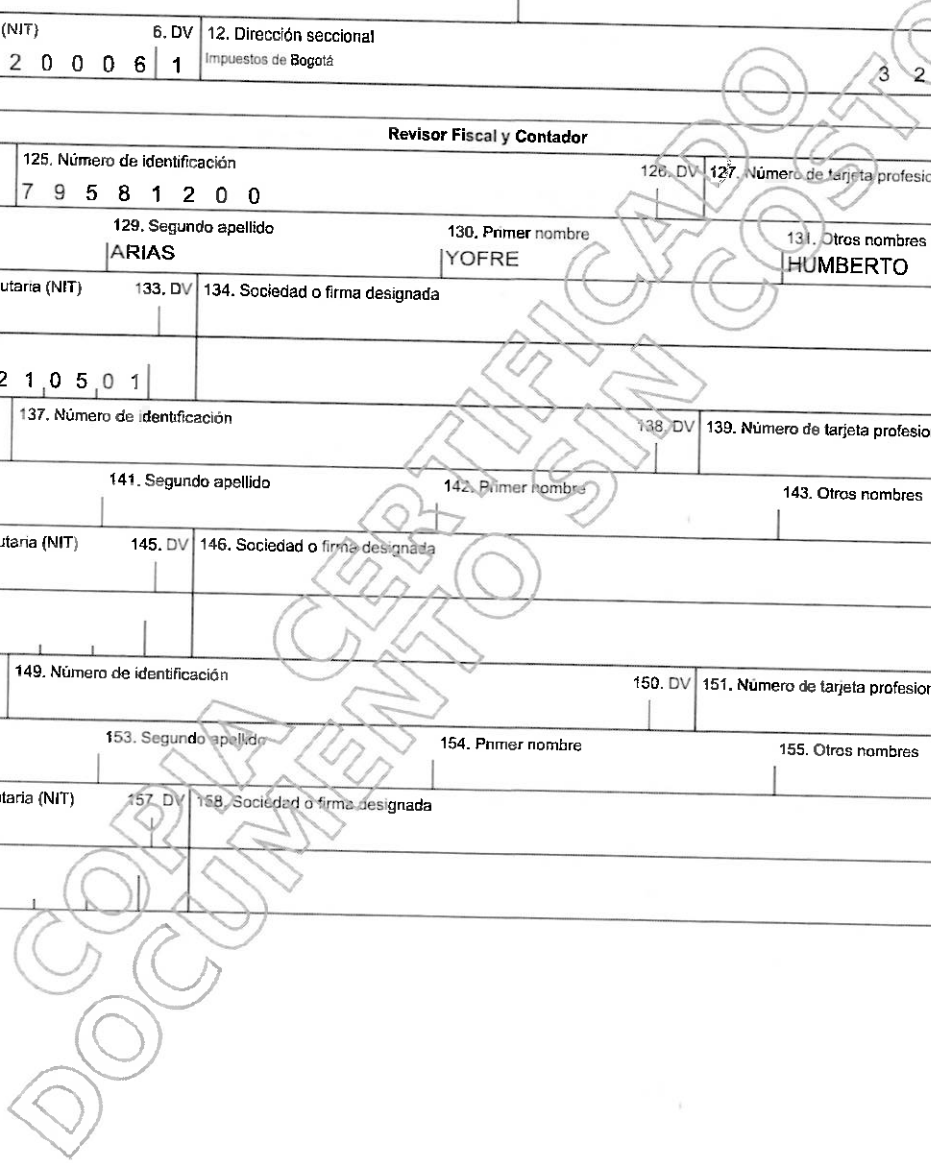 (NIT) 6. DV 12. Dirección seccional
2 0 0 0 6 1 Impuestos de Bogotá 3 2
Revisor Fiscal y Contador
125. Número de identificación 126. DV 127. Número de tarjeta profesio
7 9 5 8 1 2 0 0
129. Segundo apellido 130. Primer nombre 131. Otros nombres
ARIAS YOFRE HUMBERTO
utaria (NIT) 133. DV 134. Sociedad o firma designada
2 1 0 5 0 1
137. Número de identificación 138. DV 139. Número de tarjeta profesio
141. Segundo apellido 142. Primer nombre 143. Otros nombres
utaria (NIT) 145. DV 146. Sociedad o firma designada
149. Número de identificación 150. DV 151. Número de tarjeta profesion
153. Segundo apellido 154. Primer nombre 155. Otros nombres
utaria (NIT) 157. DV 158. Sociedad o firma designada
COPIA CERTIFICADO
DOCUMENTO SIN COSTO